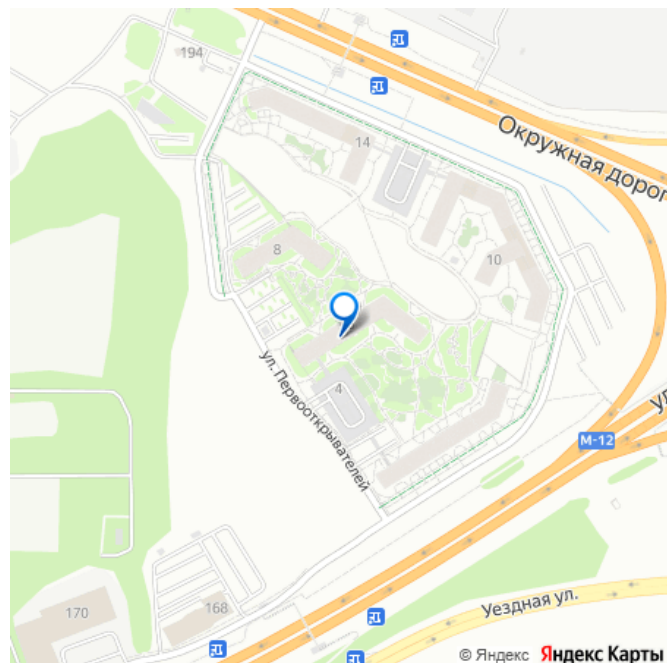 194
14
Окружная дорог
8
10
4
ул. Первооткрывателей
ул
М-12
170
168
Уездная ул.
© Яндекс Яндекс Карты